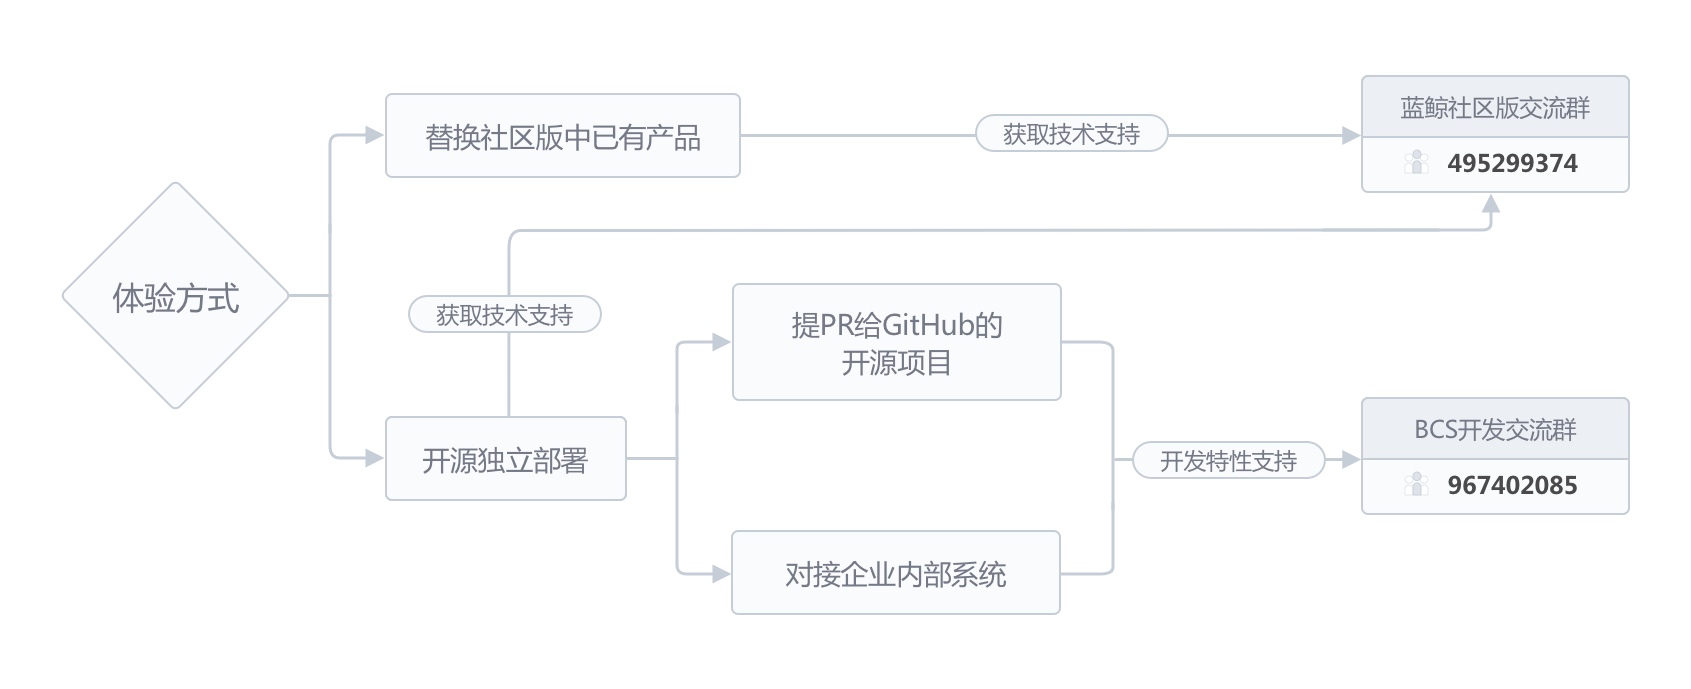 替换社区版中已有产品
获取技术支持
蓝鲸社区版交流群
495299374
体验方式
获取技术支持
提PR给GitHub的
开源项目
开源独立部署
开发特性支持
BCS开发交流群
967402085
对接企业内部系统